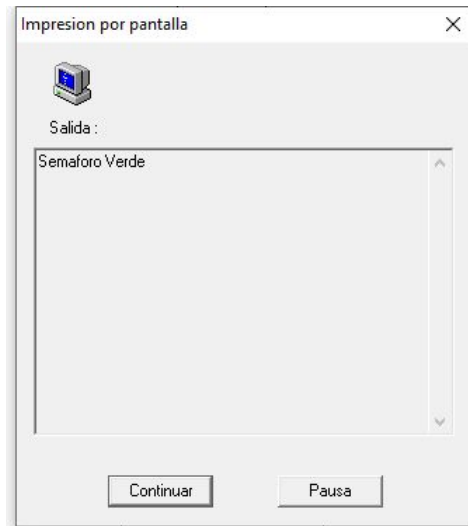 Impresion por pantalla
Salida :
Semaforo Verde
Continuar Pausa